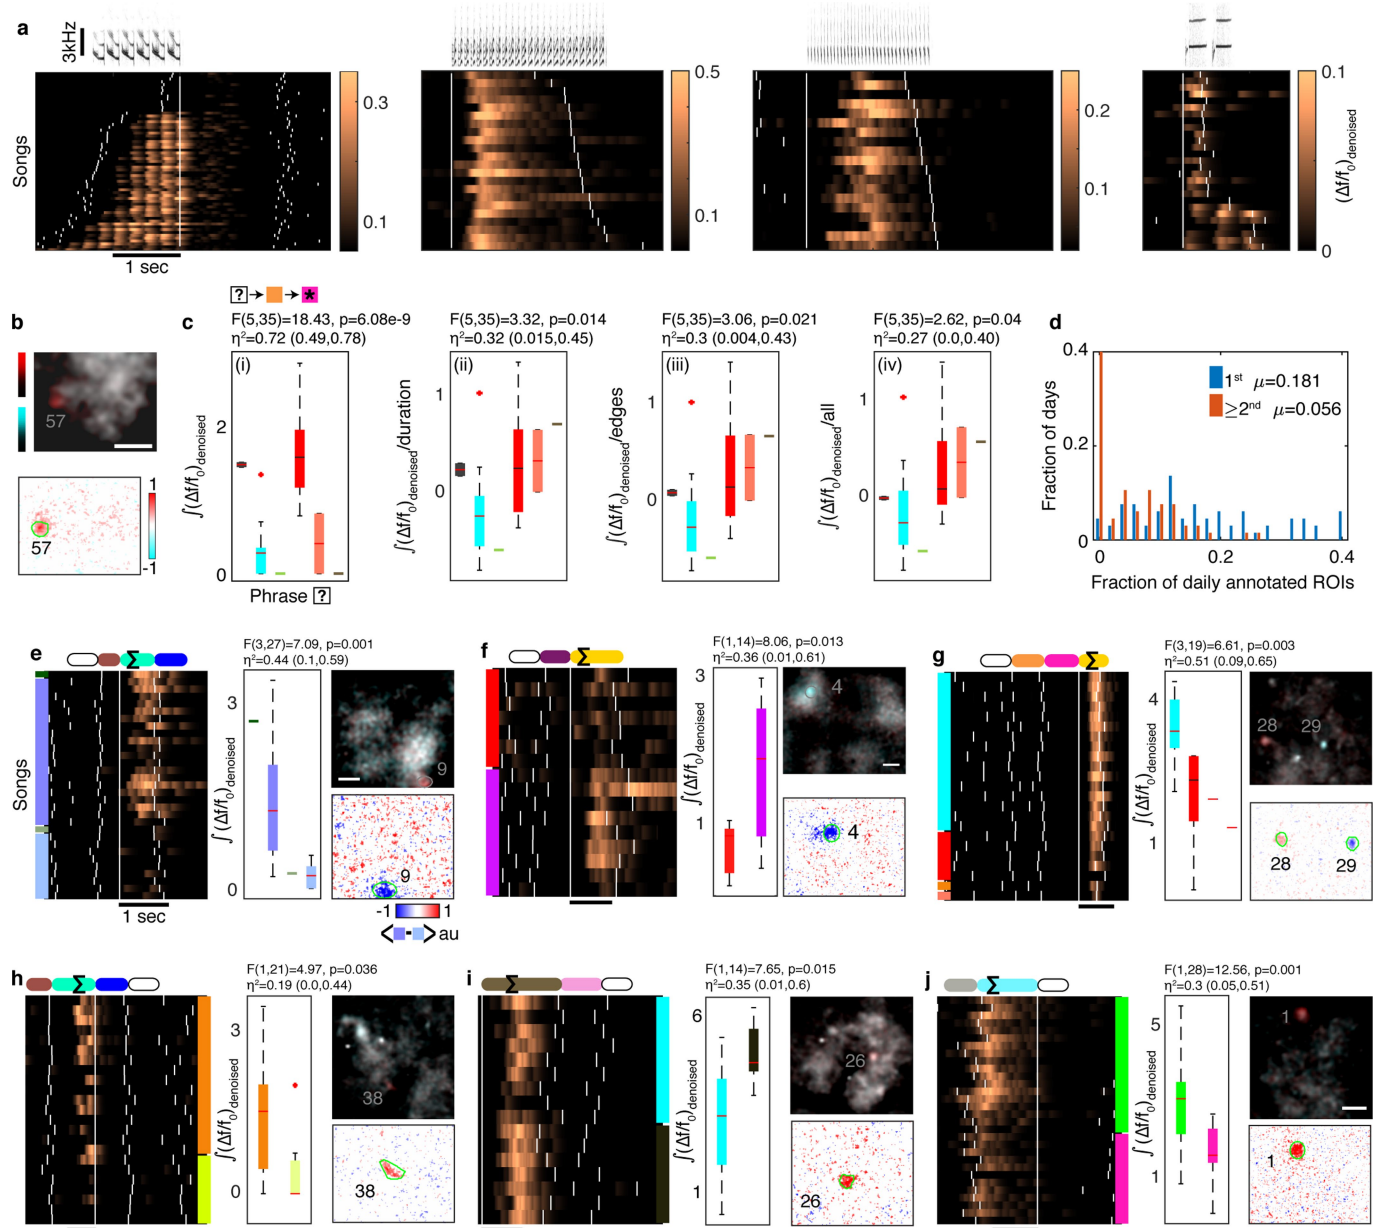 a
3kHz
Songs
1 sec
0.3
0.1
0.5
0.1
0.2
0.1
0.1
0
(Δf/f0)denoised
b
57
57
1
-1
c
? → → *
F(5,35)=18.43, p=6.08e-9
η²=0.72 (0.49,0.78)
(i)
∫(Δf/f0)denoised
2
0
Phrase ?
F(5,35)=3.32, p=0.014
η²=0.32 (0.015,0.45)
(ii)
∫(Δf/f0)denoised/duration
1
0
F(5,35)=3.06, p=0.021
η²=0.3 (0.004,0.43)
(iii)
∫(Δf/f0)denoised/edges
1
0
F(5,35)=2.62, p=0.04
η²=0.27 (0.0,0.40)
(iv)
∫(Δf/f0)denoised/all
1
0
d
0.4
0.2
0
Fraction of days
1st μ=0.181
≥2nd μ=0.056
0 0.2 0.4
Fraction of daily annotated ROIs
e
Σ
Songs
1 sec
F(3,27)=7.09, p=0.001
η²=0.44 (0.1,0.59)
3
0
∫(Δf/f0)denoised
9
9
-1 1
< - > au
f
Σ
F(1,14)=8.06, p=0.013
η²=0.36 (0.01,0.61)
3
1
∫(Δf/f0)denoised
4
4
g
Σ
F(3,19)=6.61, p=0.003
η²=0.51 (0.09,0.65)
4
1
∫(Δf/f0)denoised
28 29
28 29
h
Σ
F(1,21)=4.97, p=0.036
η²=0.19 (0.0,0.44)
3
0
∫(Δf/f0)denoised
38
38
i
Σ
F(1,14)=7.65, p=0.015
η²=0.35 (0.01,0.6)
6
1
∫(Δf/f0)denoised
26
26
j
Σ
F(1,28)=12.56, p=0.001
η²=0.3 (0.05,0.51)
5
1
∫(Δf/f0)denoised
1
1